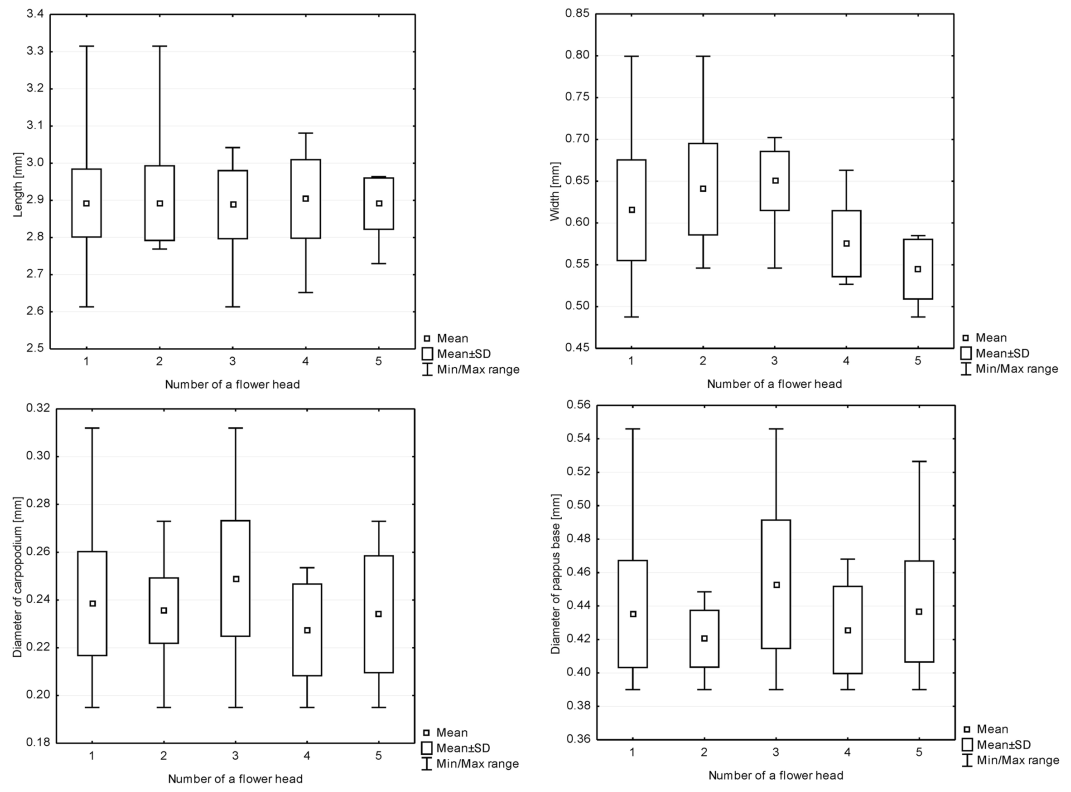 3.4
3.3
3.2
3.1
3.0
2.9
2.8
2.7
2.6
2.5
Length [mm]
1 2 3 4 5
Number of a flower head
Mean
Mean±SD
Min/Max range
0.85
0.80
0.75
0.70
0.65
0.60
0.55
0.50
0.45
Width [mm]
1 2 3 4 5
Number of a flower head
Mean
Mean±SD
Min/Max range
0.32
0.30
0.28
0.26
0.24
0.22
0.20
0.18
Diameter of carpopodium [mm]
1 2 3 4 5
Number of a flower head
Mean
Mean±SD
Min/Max range
0.56
0.54
0.52
0.50
0.48
0.46
0.44
0.42
0.40
0.38
0.36
Diameter of pappus base [mm]
1 2 3 4 5
Number of a flower head
Mean
Mean±SD
Min/Max range